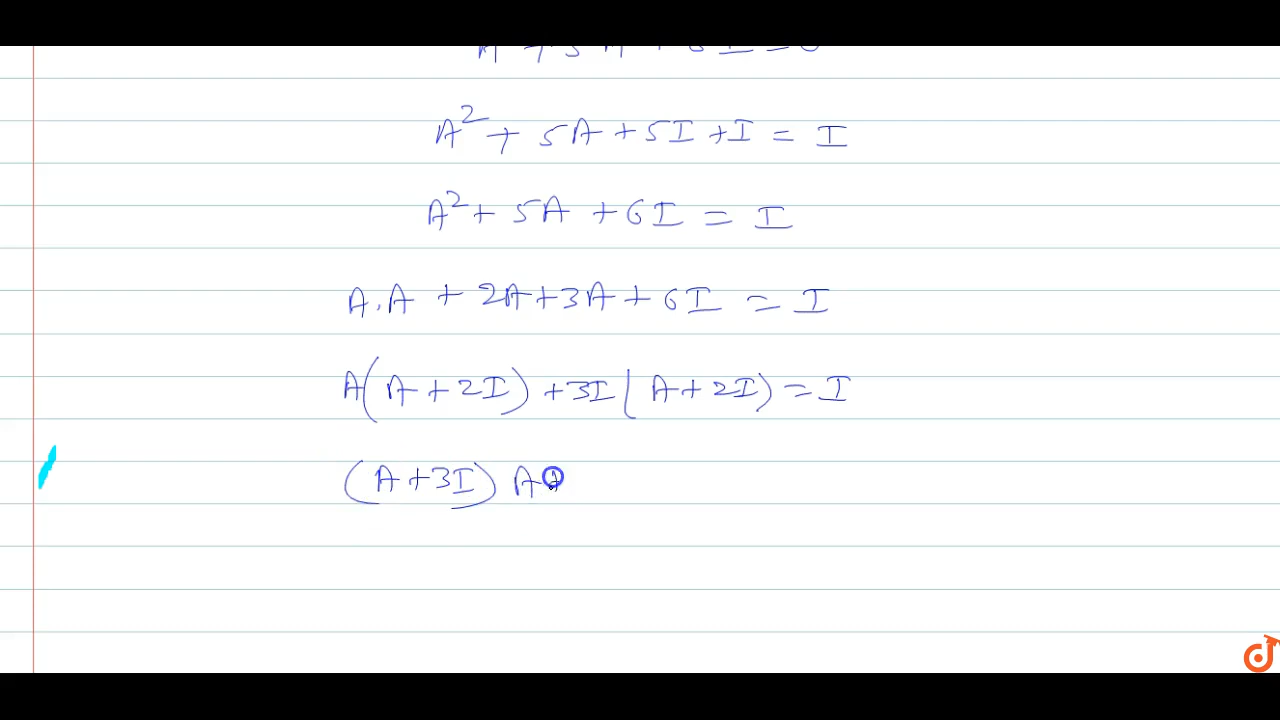 A² + 5A + 5I + I = I
A² + 5A + 6I = I
A.A + 2A + 3A + 6I = I
A(A + 2I) + 3I(A + 2I) = I
(A + 3I) A